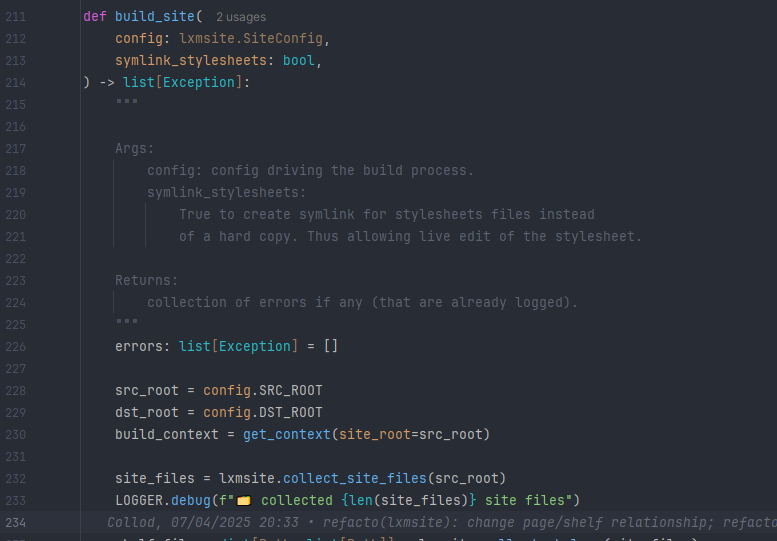 211 def build_site( 2 usages
212 config: lxmsite.SiteConfig,
213 symlink_stylesheets: bool,
214 ) -> list[Exception]:
215 """
216
217 Args:
218 config: config driving the build process.
219 symlink_stylesheets:
220 True to create symlink for stylesheets files instead
221 of a hard copy. Thus allowing live edit of the stylesheet.
222
223 Returns:
224 collection of errors if any (that are already logged).
225 """
226 errors: list[Exception] = []
227
228 src_root = config.SRC_ROOT
229 dst_root = config.DST_ROOT
230 build_context = get_context(site_root=src_root)
231
232 site_files = lxmsite.collect_site_files(src_root)
233 LOGGER.debug(f"📁 collected {len(site_files)} site files")
234 Collod, 07/04/2025 20:33 • refacto(lxmsite): change page/shelf relationship; refacto